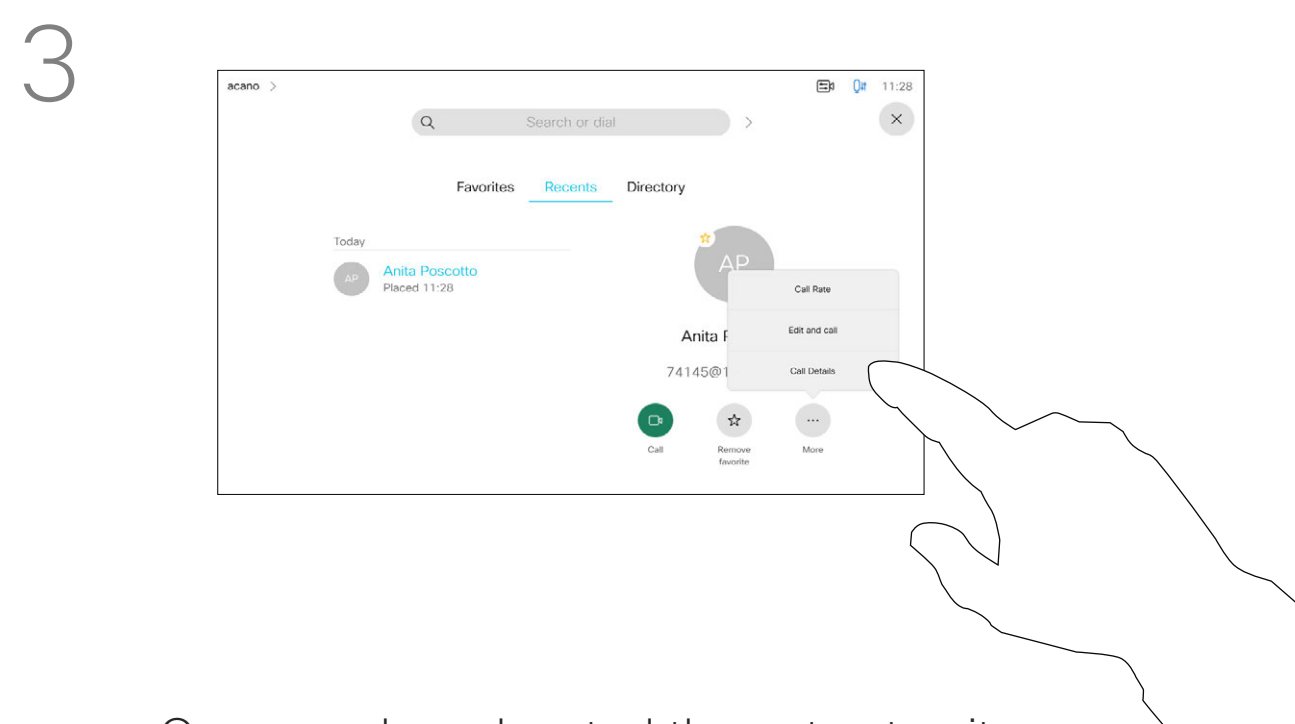 3
acano >
11:28
Search or dial >
Favorites Recents Directory
Today
AP
Anita Poscotto
Placed 11:28
AP
Anita
74145@1
Call Rate
Edit and call
Call Details
Call
Remove
favorite
More